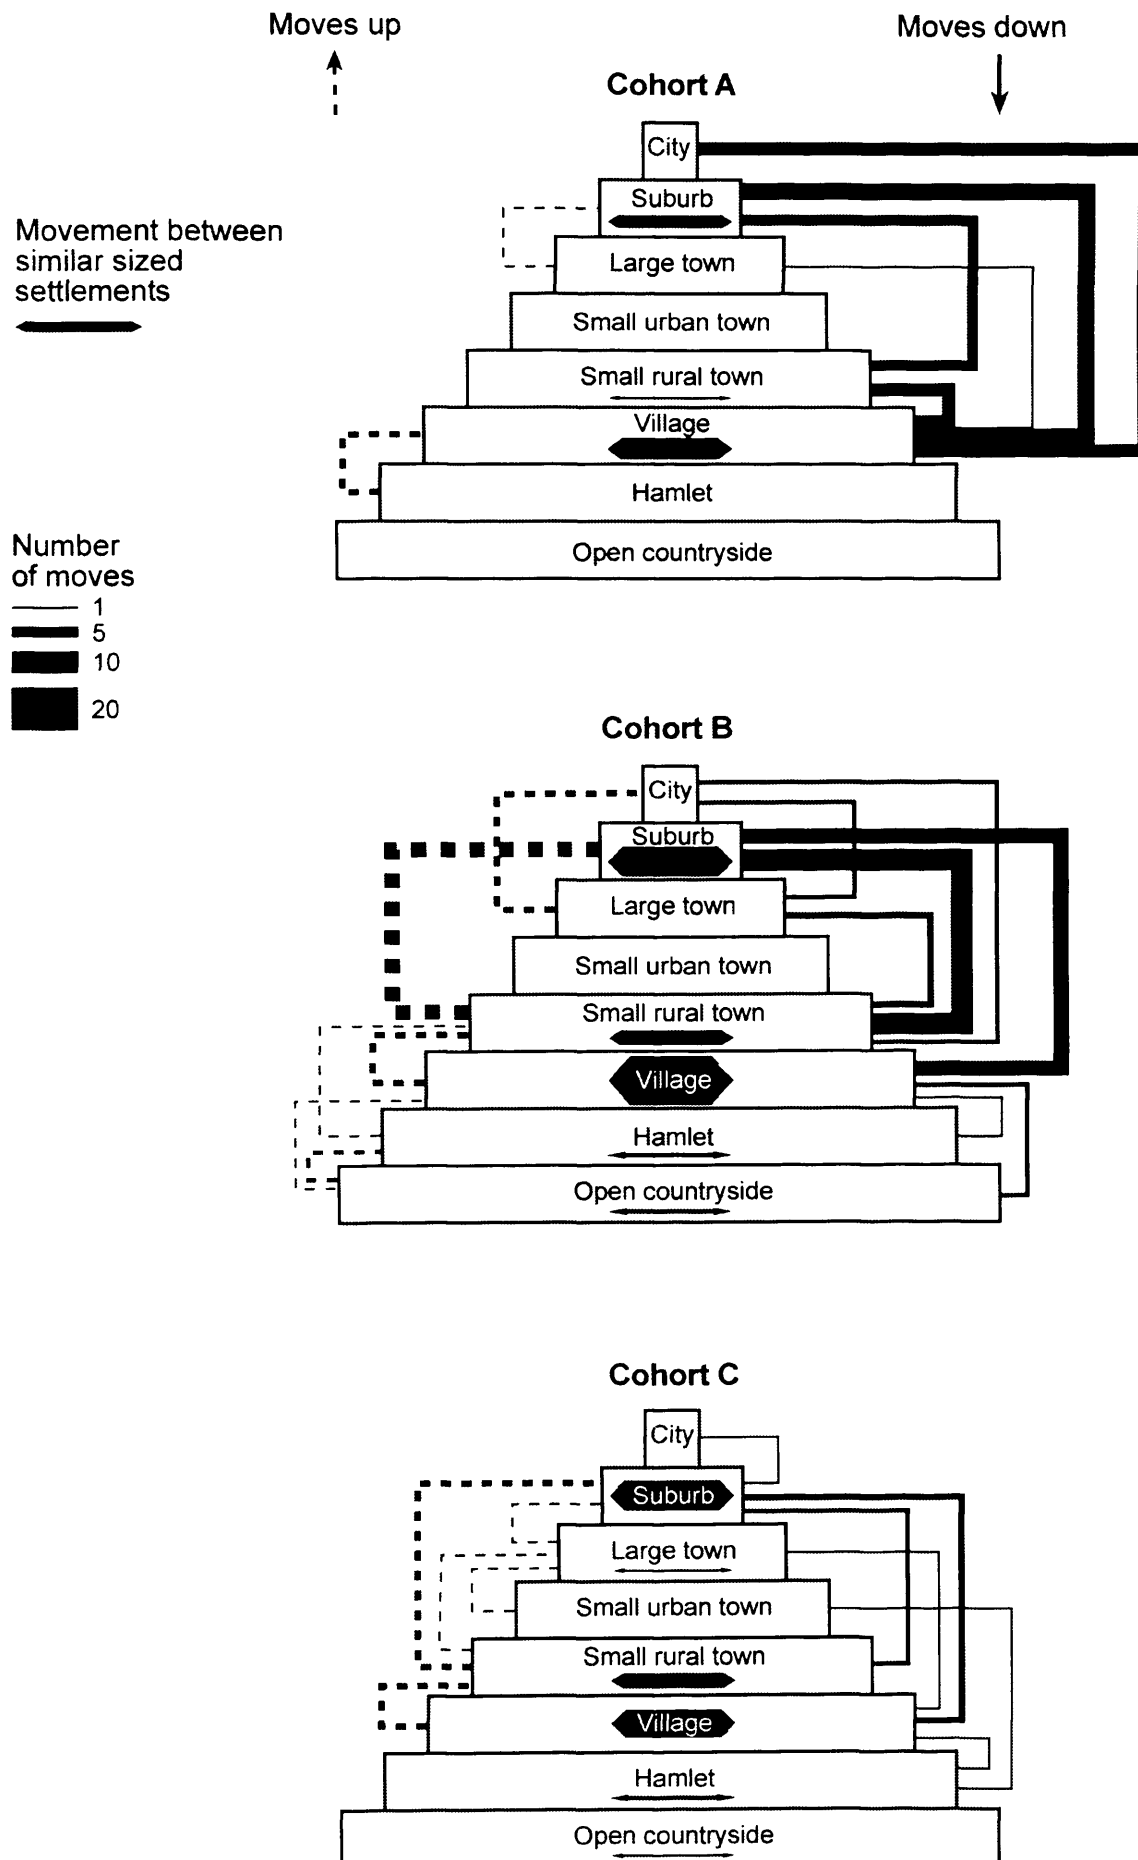 Moves up
Moves down
Cohort A
City
Suburb
Movement between
similar sized
settlements
Large town
Small urban town
Small rural town
Village
Hamlet
Open countryside
Number
of moves
1
5
10
20
Cohort B
City
Suburb
Large town
Small urban town
Small rural town
Village
Hamlet
Open countryside
Cohort C
City
Suburb
Large town
Small urban town
Small rural town
Village
Hamlet
Open countryside